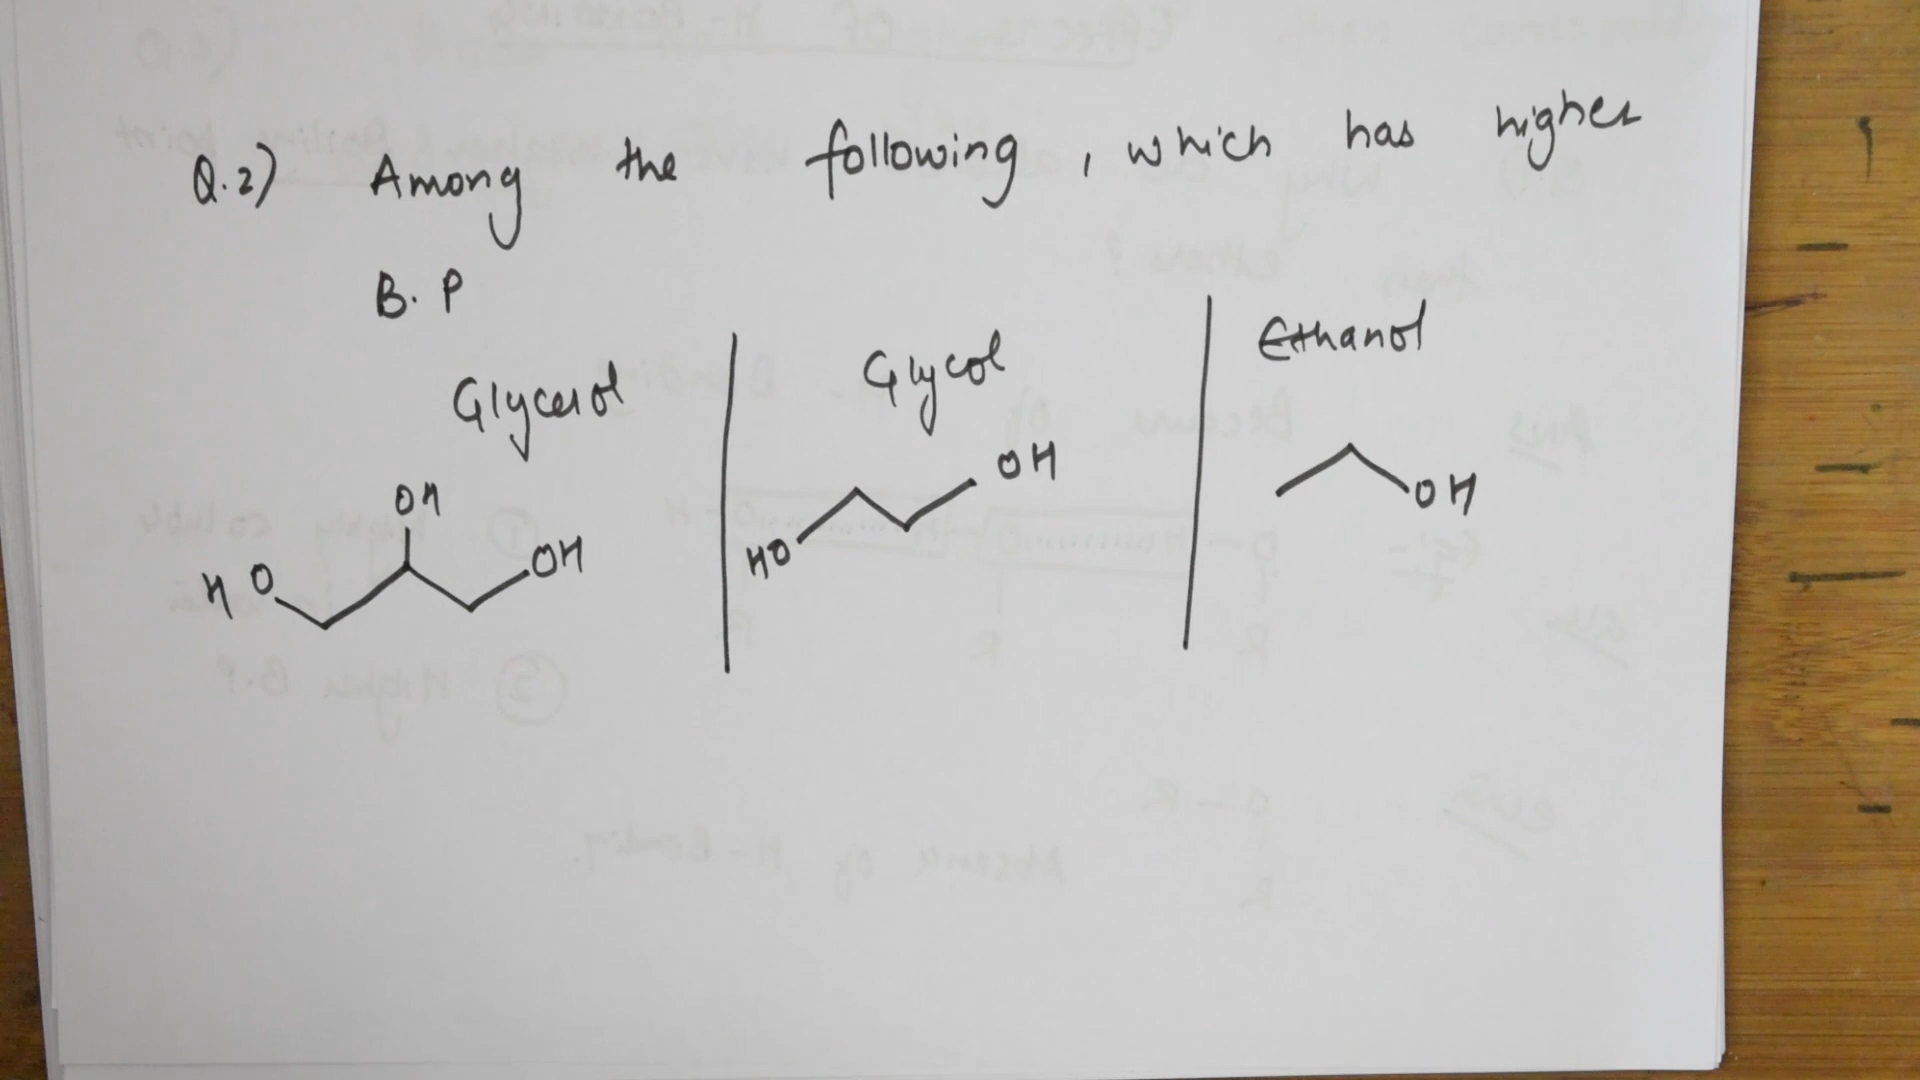 Q.2) Among the following, which has higher
B.P
Glycerol
Glycol
Ethanol
OH
HO
OH
OH
HO
OH